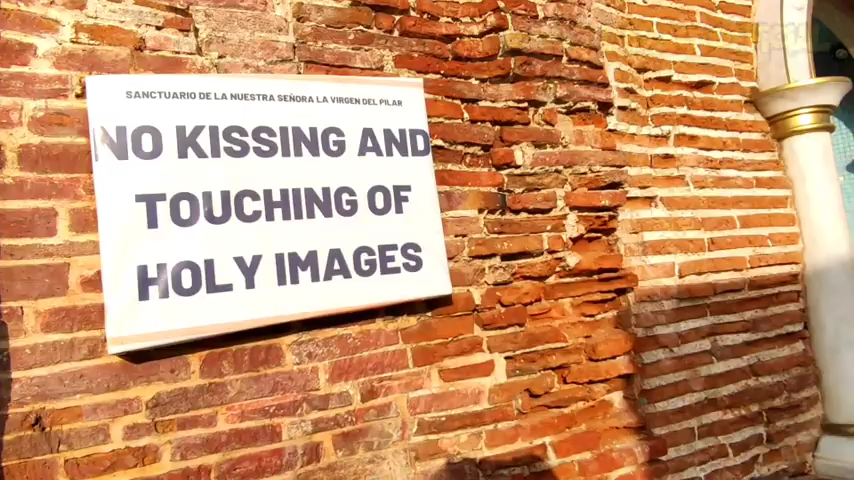 SANCTUARIO DE LA NUESTRA SEÑORA LA VIRGEN DEL PILAR
NO KISSING AND
TOUCHING OF
HOLY IMAGES